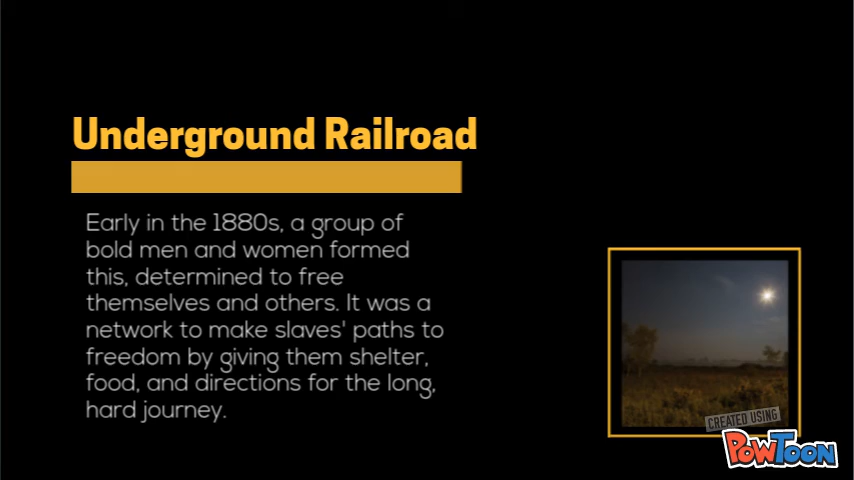 Underground Railroad
Early in the 1880s, a group of
bold men and women formed
this, determined to free
themselves and others. It was a
network to make slaves' paths to
freedom by giving them shelter,
food, and directions for the long,
hard journey.
CREATED USING
POWTOON